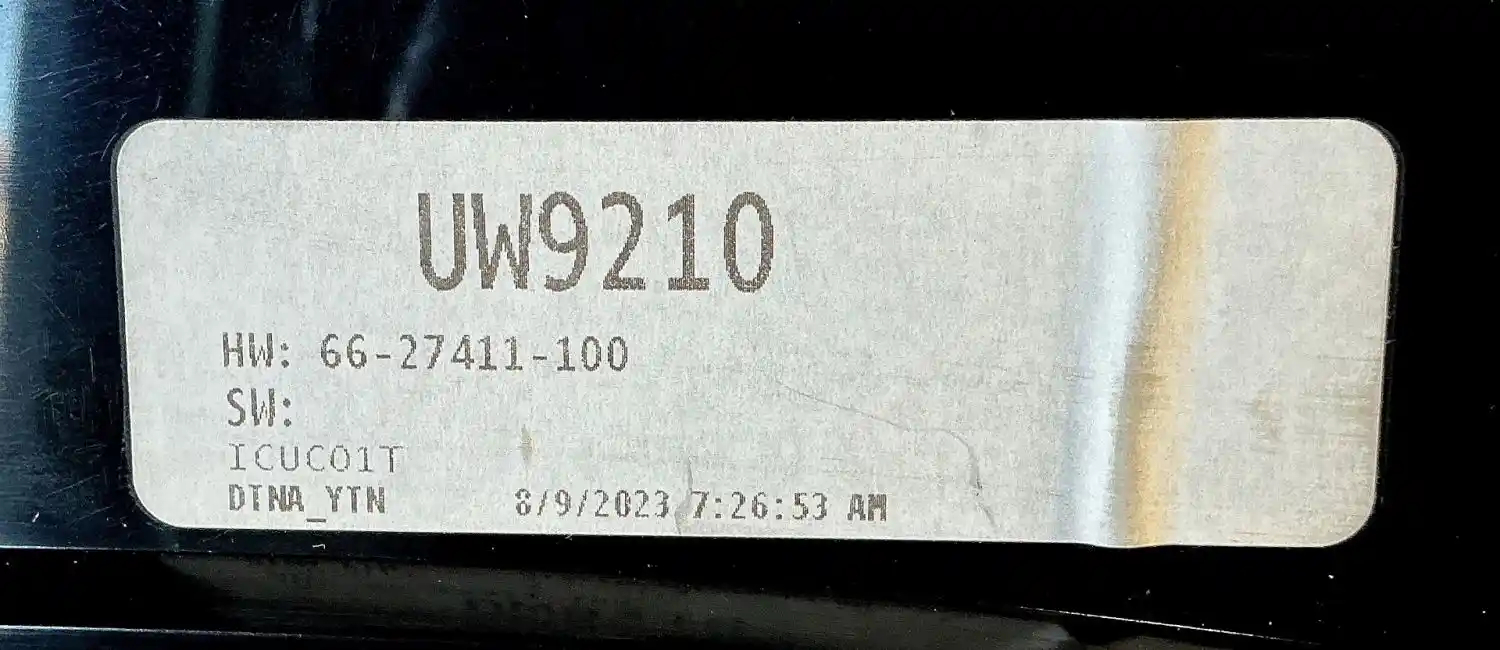 UW9210
HW: 66-27411-100
SW:
ICUC01T
DTNA_YTN 8/9/2023 7:26:53 AM